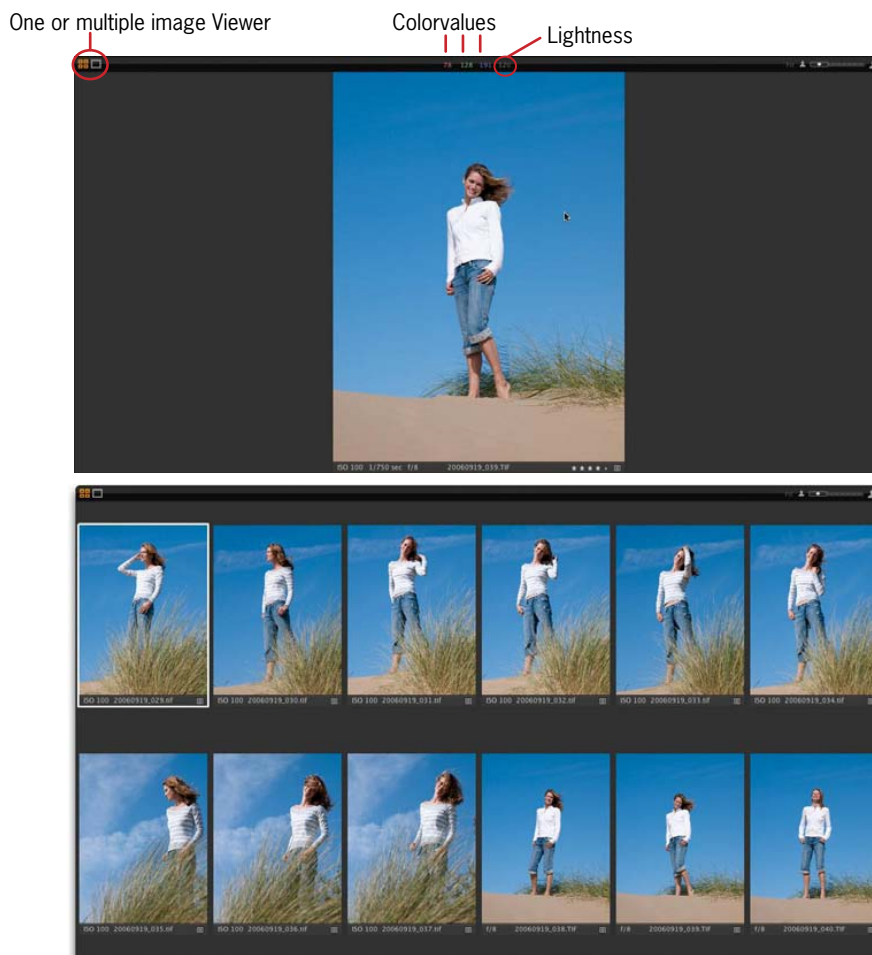 One or multiple image Viewer
Colorvalues
Lightness
78 128 191 120
Fit
ISO 100 1/750 sec f/8 20060919_039.TIF
Fit
ISO 100 20060919_029.tif
ISO 100 20060919_030.tif
ISO 100 20060919_031.tif
ISO 100 20060919_032.tif
ISO 100 20060919_033.tif
ISO 100 20060919_034.tif
ISO 100 20060919_035.tif
ISO 100 20060919_036.tif
ISO 100 20060919_037.tif
f/8 20060919_038.TIF
f/8 20060919_039.TIF
f/8 20060919_040.TIF